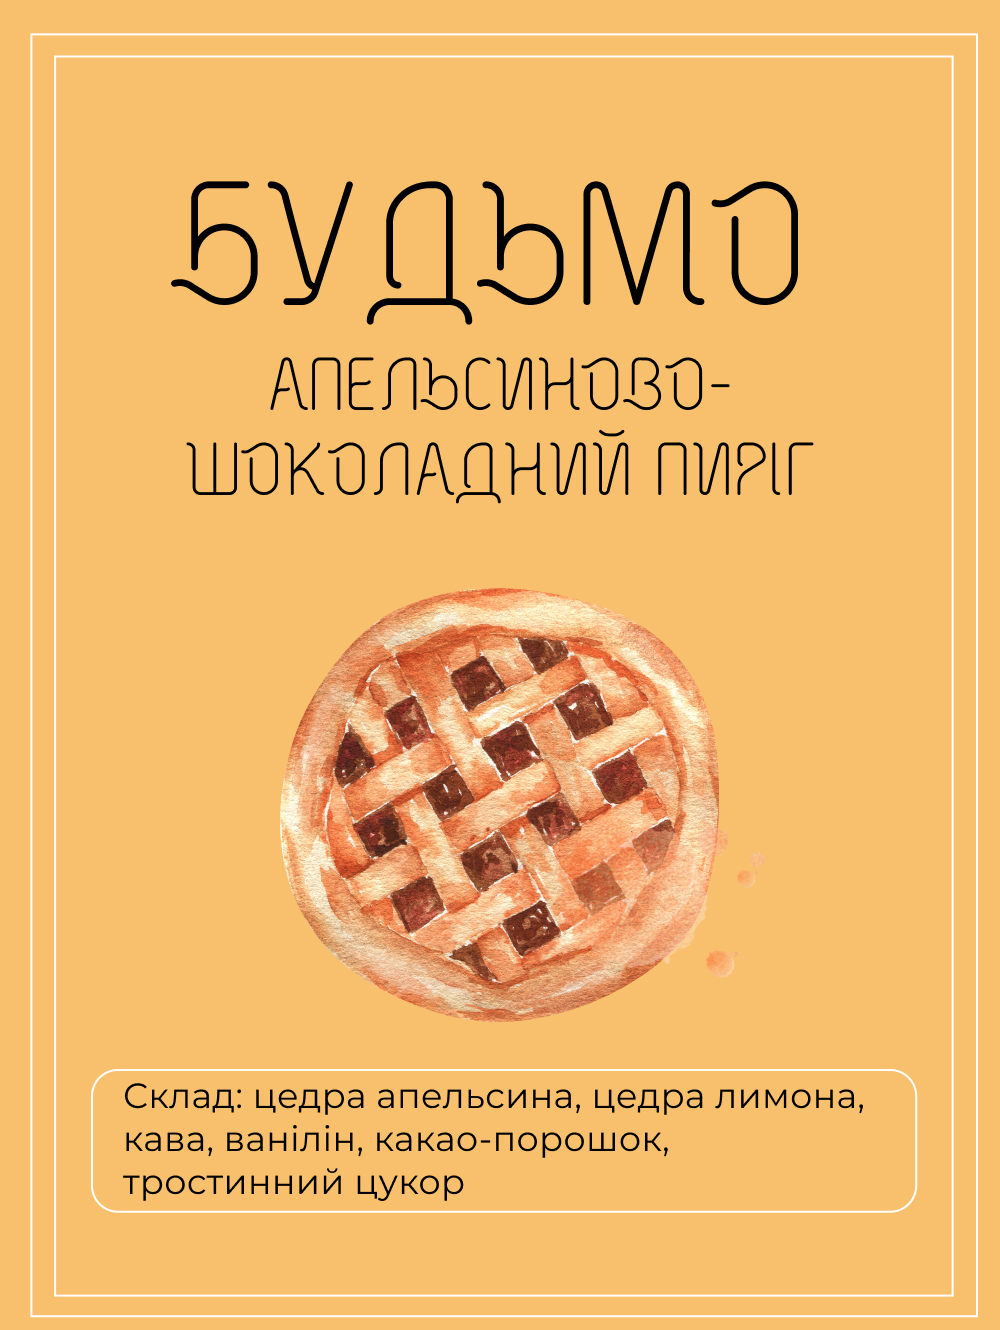 БУДЬМО
АПЕЛЬСИНОВО-
ШОКОЛАДНИЙ ПИРІГ
Склад: цедра апельсина, цедра лимона,
кава, ванілін, какао-порошок,
тростинний цукор